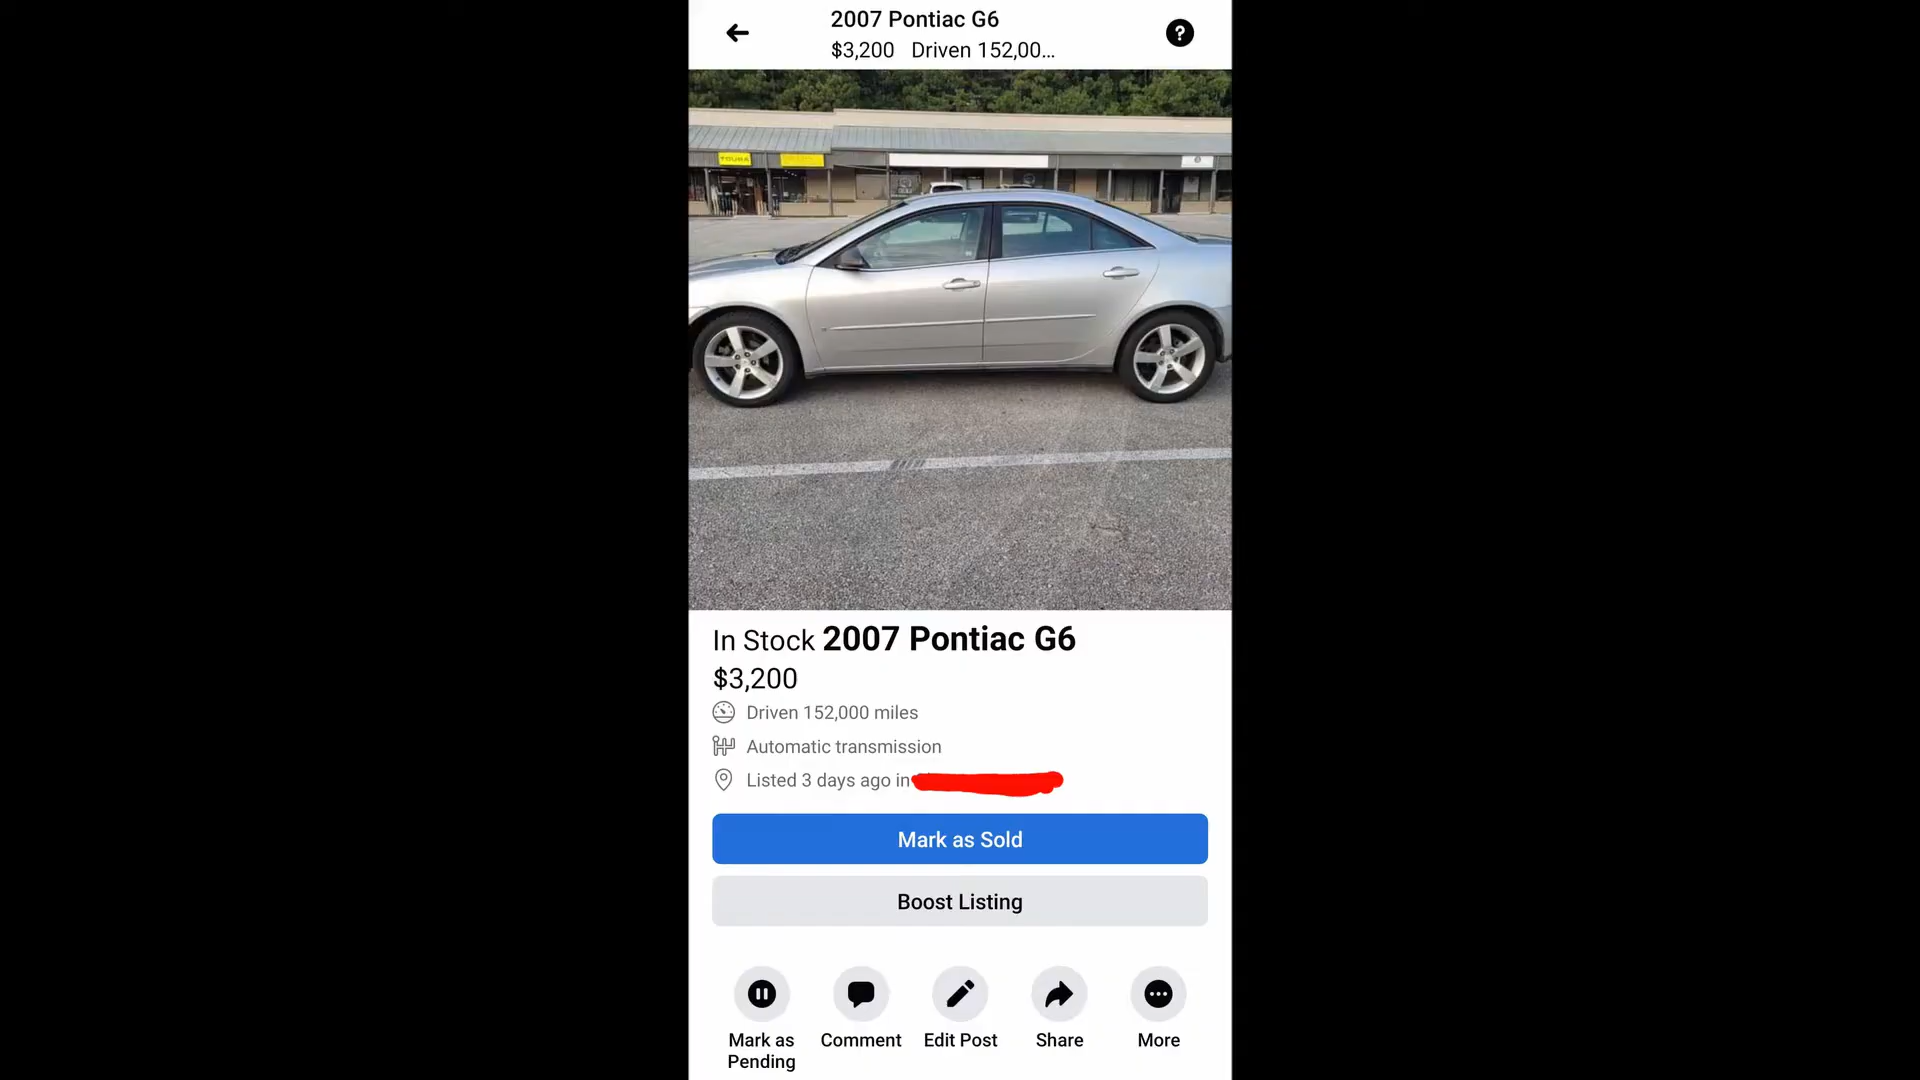 2007 Pontiac G6
$3,200 Driven 152,00...
In Stock 2007 Pontiac G6
$3,200
Driven 152,000 miles
Automatic transmission
Listed 3 days ago in
Mark as Sold
Boost Listing
Mark as Pending
Comment
Edit Post
Share
More